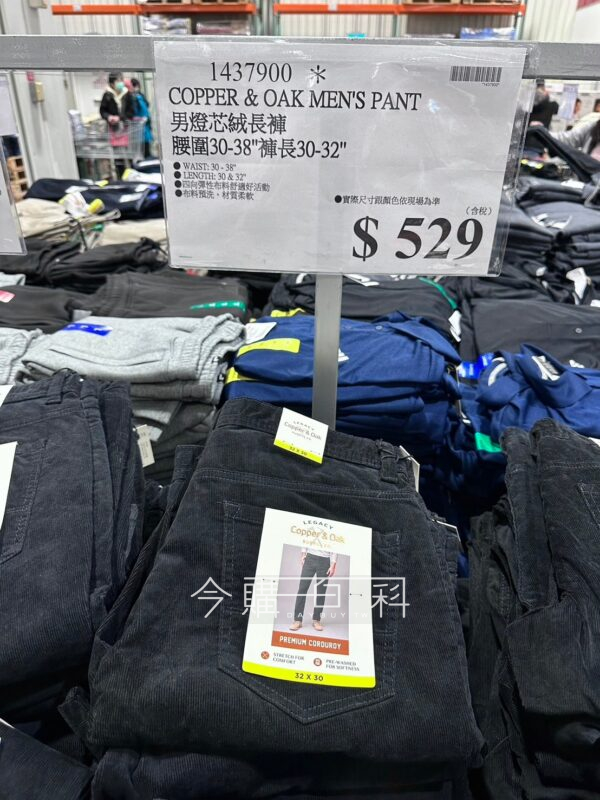 1437900 *
*1437900*
COPPER & OAK MEN'S PANT
男燈芯絨長褲
腰圍30-38"褲長30-32"
● WAIST: 30 - 38"
● LENGTH: 30 & 32"
●四向彈性布料舒適好活動
●布料預洗，材質柔軟
●實際尺寸跟顏色依現場為準
(含稅)
$ 529
LEGACY
Copper & Oak
32 X 30
LEGACY
Copper & Oak
今購百科
TODAYBUY
PREMIUM CORDUROY
STRETCH FOR COMFORT
PRE-WASHED FOR SOFTNESS
32 X 30